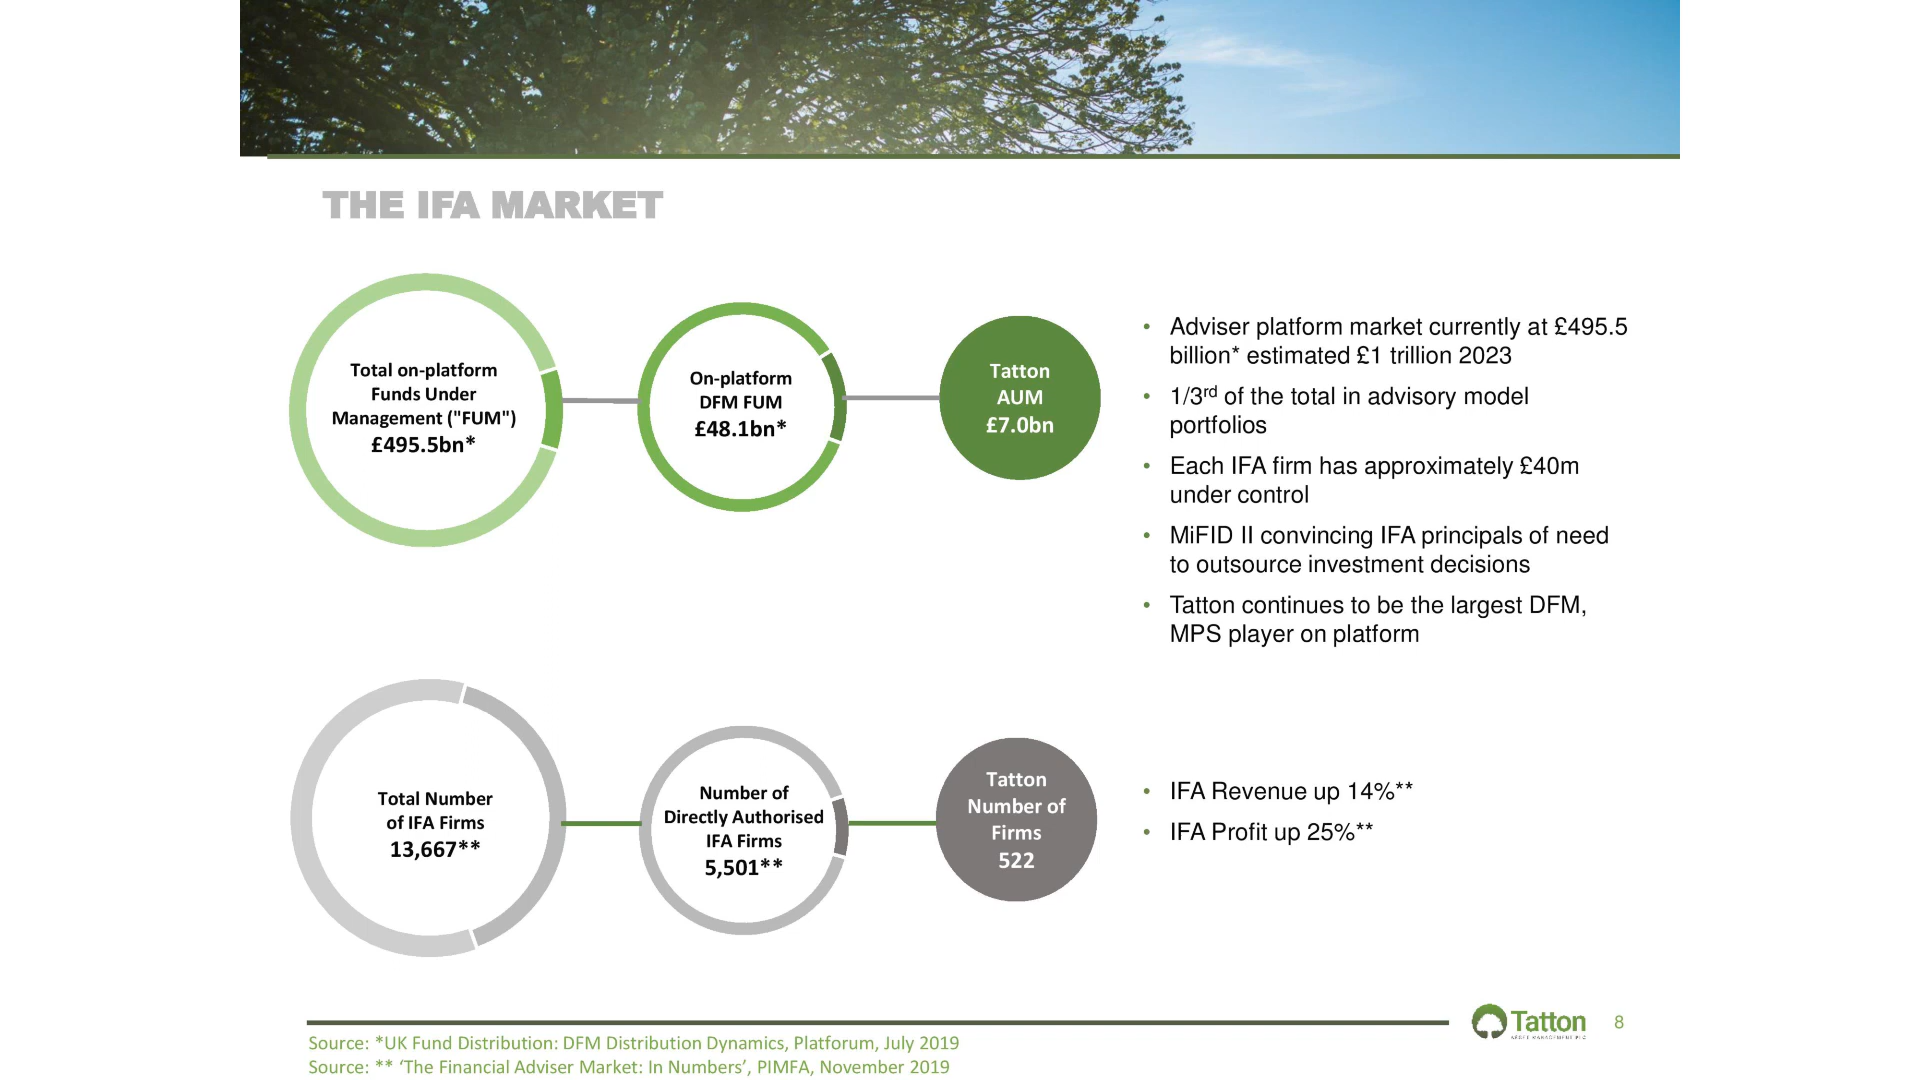 THE IFA MARKET
Total on-platform
Funds Under
Management ("FUM")
£495.5bn*
On-platform
DFM FUM
£48.1bn*
Tatton
AUM
£7.0bn
• Adviser platform market currently at £495.5
billion* estimated £1 trillion 2023
• 1/3rd of the total in advisory model
portfolios
• Each IFA firm has approximately £40m
under control
• MiFID II convincing IFA principals of need
to outsource investment decisions
• Tatton continues to be the largest DFM,
MPS player on platform
Total Number
of IFA Firms
13,667**
Number of
Directly Authorised
IFA Firms
5,501**
Tatton
Number of
Firms
522
• IFA Revenue up 14%**
• IFA Profit up 25%**
Tatton
ASSET MANAGEMENT PLC
8
Source: *UK Fund Distribution: DFM Distribution Dynamics, Platforum, July 2019
Source: ** ‘The Financial Adviser Market: In Numbers’, PIMFA, November 2019